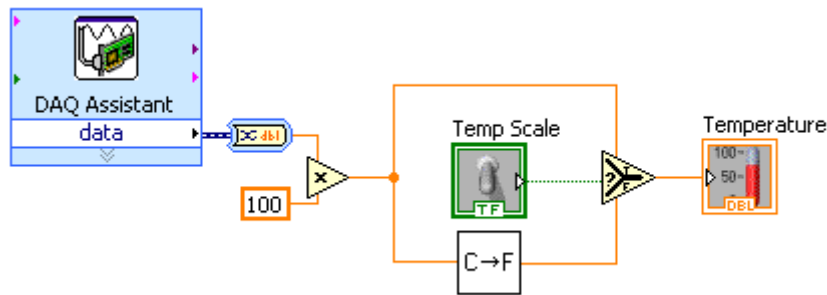 DAQ Assistant
data
dbl
100
Temp Scale
TF
?
T
F
C→F
Temperature
100
50
DBL